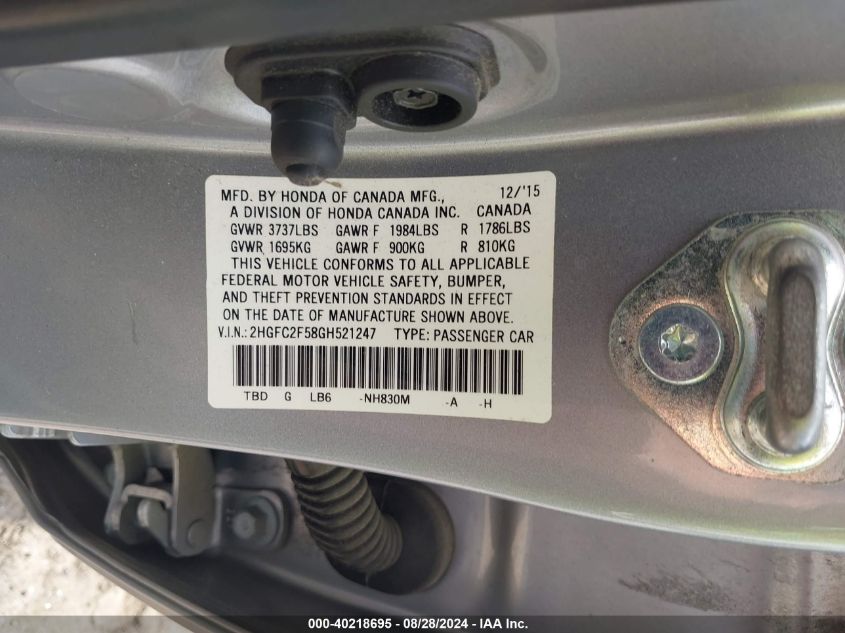 MFD. BY HONDA OF CANADA MFG., 12/'15
A DIVISION OF HONDA CANADA INC. CANADA
GVWR 3737LBS GAWR F 1984LBS R 1786LBS
GVWR 1695KG GAWR F 900KG R 810KG
THIS VEHICLE CONFORMS TO ALL APPLICABLE
FEDERAL MOTOR VEHICLE SAFETY, BUMPER,
AND THEFT PREVENTION STANDARDS IN EFFECT
ON THE DATE OF MANUFACTURE SHOWN ABOVE.
V.I.N.: 2HGFC2F58GH521247 TYPE: PASSENGER CAR
TBD G LB6 -NH830M -A -H
000-40218695 - 08/28/2024 - IAA Inc.